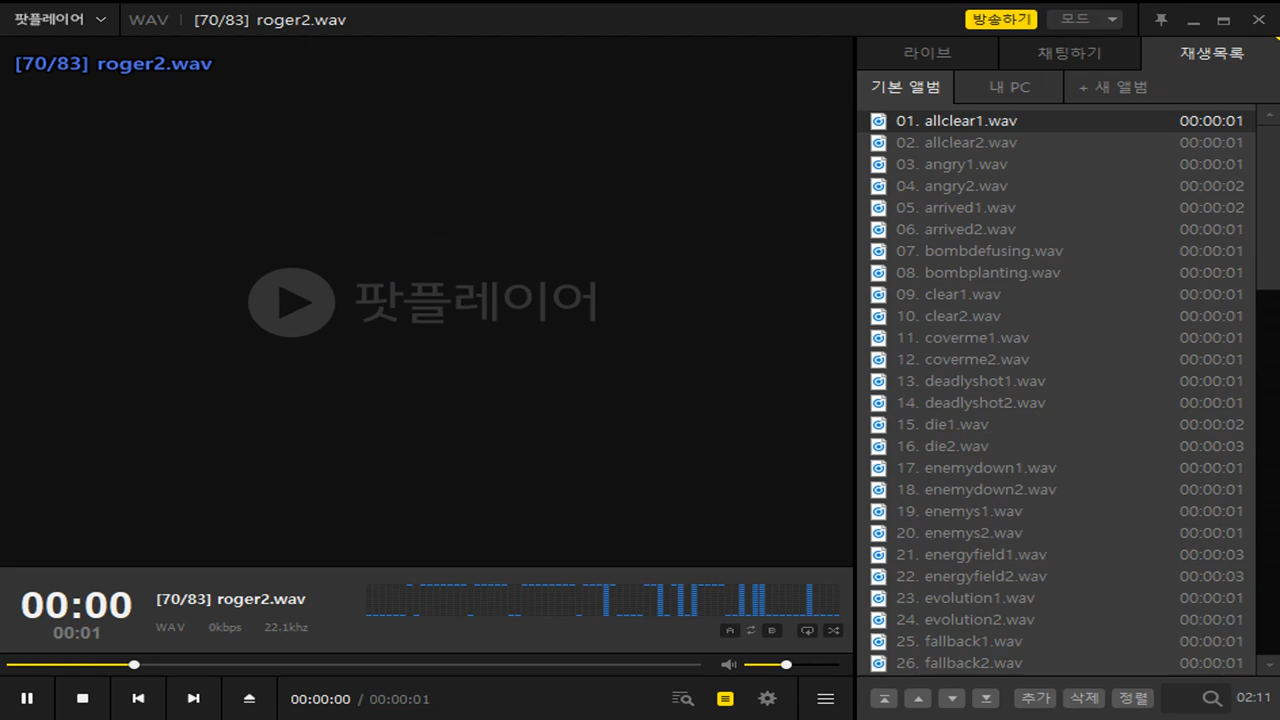 팟플레이어 WAV [70/83] roger2.wav 방송하기 모드
[70/83] roger2.wav
팟플레이어
라이브 채팅하기 재생목록
기본 앨범 내 PC + 새 앨범
01. allclear1.wav 00:00:01
02. allclear2.wav 00:00:01
03. angry1.wav 00:00:01
04. angry2.wav 00:00:02
05. arrived1.wav 00:00:02
06. arrived2.wav 00:00:01
07. bombdefusing.wav 00:00:01
08. bombplanting.wav 00:00:01
09. clear1.wav 00:00:01
10. clear2.wav 00:00:01
11. coverme1.wav 00:00:01
12. coverme2.wav 00:00:01
13. deadlyshot1.wav 00:00:01
14. deadlyshot2.wav 00:00:01
15. die1.wav 00:00:02
16. die2.wav 00:00:03
17. enemydown1.wav 00:00:01
18. enemydown2.wav 00:00:01
19. enemys1.wav 00:00:01
20. enemys2.wav 00:00:01
21. energyfield1.wav 00:00:03
22. energyfield2.wav 00:00:03
23. evolution1.wav 00:00:01
24. evolution2.wav 00:00:01
25. fallback1.wav 00:00:01
26. fallback2.wav 00:00:01
00:00 [70/83] roger2.wav
00:01 WAV 0kbps 22.1khz
A B
00:00:00 / 00:00:01
추가 삭제 정렬 02:11